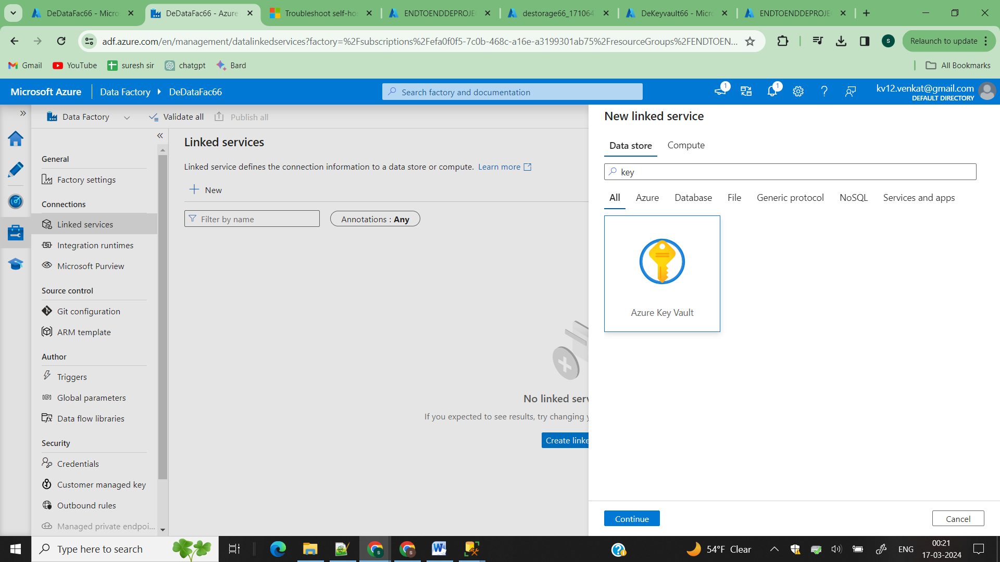 DeDataFac66 - Micro
DeDataFac66 - Azure
Troubleshoot self-hos
ENDTOENDDEPROJE
destorage66_171064
DeKeyvault66 - Micro
ENDTOENDDEPROJE
adf.azure.com/en/management/datalinkedservices?factory=%2Fsubscriptions%2Fefa0f0f5-7c0b-468c-a16e-a3199301ab75%2FresourceGroups%2FENDTOEN...
S
Relaunch to update
Gmail
YouTube
suresh sir
chatgpt
Bard
All Bookmarks
Microsoft Azure
Data Factory
DeDataFac66
Search factory and documentation
1
1
kv12.venkat@gmail.com
DEFAULT DIRECTORY
Data Factory
Validate all
Publish all
General
Factory settings
Connections
Linked services
Integration runtimes
Microsoft Purview
Source control
Git configuration
ARM template
Author
Triggers
Global parameters
Data flow libraries
Security
Credentials
Customer managed key
Outbound rules
Managed private endpoi...
Linked services
Linked service defines the connection information to a data store or compute. Learn more
New
Filter by name
Annotations : Any
No linked serv
If you expected to see results, try changing y
Create linke
New linked service
Data store
Compute
key
All
Azure
Database
File
Generic protocol
NoSQL
Services and apps
Azure Key Vault
Continue
Cancel
Type here to search
54°F Clear
ENG
00:21
17-03-2024